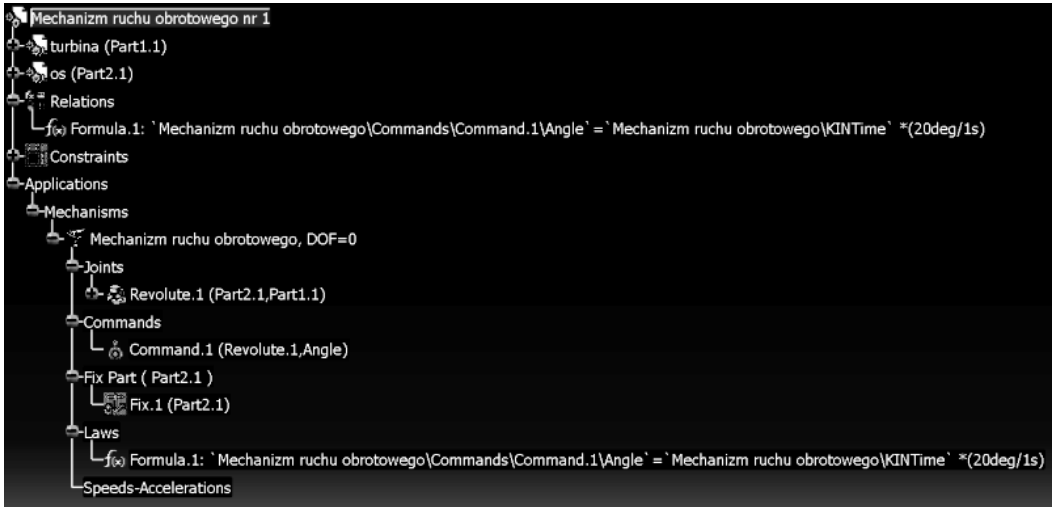 Mechanizm ruchu obrotowego nr 1
turbina (Part1.1)
os (Part2.1)
Relations
f(x) Formula.1: `Mechanizm ruchu obrotowego\Commands\Command.1\Angle`=`Mechanizm ruchu obrotowego\KINTime` *(20deg/1s)
Constraints
Applications
Mechanisms
Mechanizm ruchu obrotowego, DOF=0
Joints
Revolute.1 (Part2.1,Part1.1)
Commands
Command.1 (Revolute.1,Angle)
Fix Part ( Part2.1 )
Fix.1 (Part2.1)
Laws
f(x) Formula.1: `Mechanizm ruchu obrotowego\Commands\Command.1\Angle`=`Mechanizm ruchu obrotowego\KINTime` *(20deg/1s)
Speeds-Accelerations